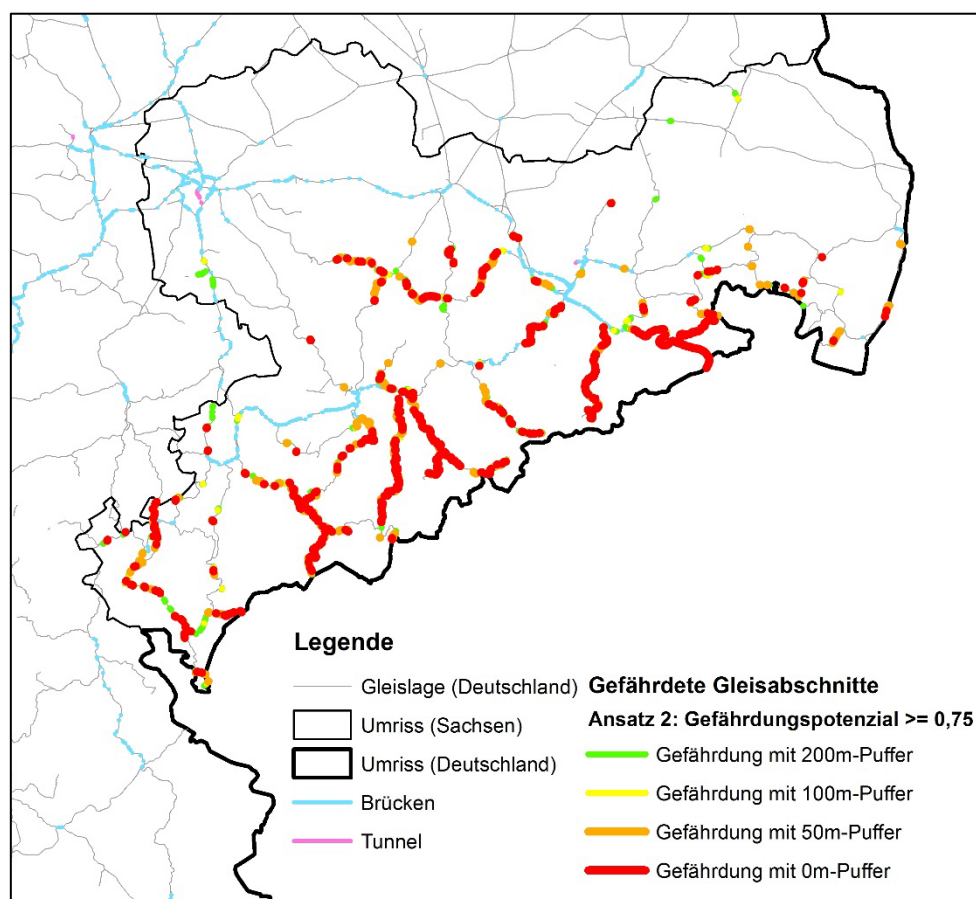 Legende
Gleislage (Deutschland)
Umriss (Sachsen)
Umriss (Deutschland)
Brücken
Tunnel
Gefährdete Gleisabschnitte
Ansatz 2: Gefährdungspotenzial >= 0,75
Gefährdung mit 200m-Puffer
Gefährdung mit 100m-Puffer
Gefährdung mit 50m-Puffer
Gefährdung mit 0m-Puffer